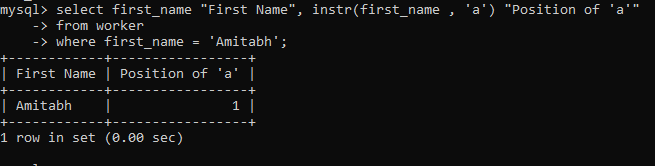 mysql> select first_name "First Name", instr(first_name , 'a') "Position of 'a'"
    -> from worker
    -> where first_name = 'Amitabh';
+------------+-----------------+
| First Name | Position of 'a' |
+------------+-----------------+
| Amitabh    |               1 |
+------------+-----------------+
1 row in set (0.00 sec)